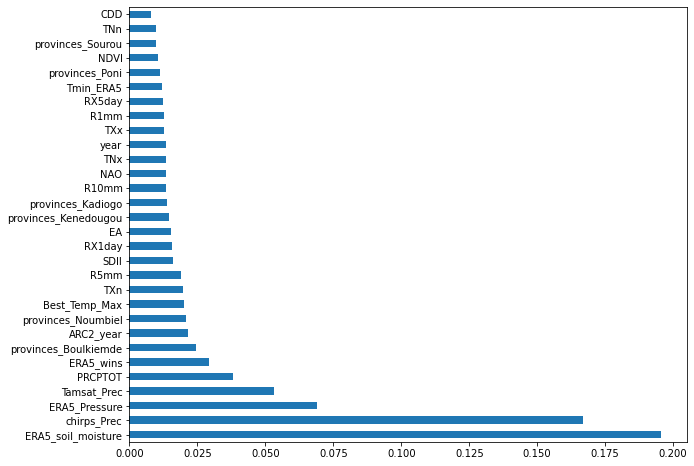 CDD
TNn
provinces_Sourou
NDVI
provinces_Poni
Tmin_ERA5
RX5day
R1mm
TXx
year
TNx
NAO
R10mm
provinces_Kadiogo
provinces_Kenedougou
EA
RX1day
SDII
R5mm
TXn
Best_Temp_Max
provinces_Noumbiel
ARC2_year
provinces_Boulkiemde
ERA5_wins
PRCPTOT
Tamsat_Prec
ERA5_Pressure
chirps_Prec
ERA5_soil_moisture
0.000 0.025 0.050 0.075 0.100 0.125 0.150 0.175 0.200